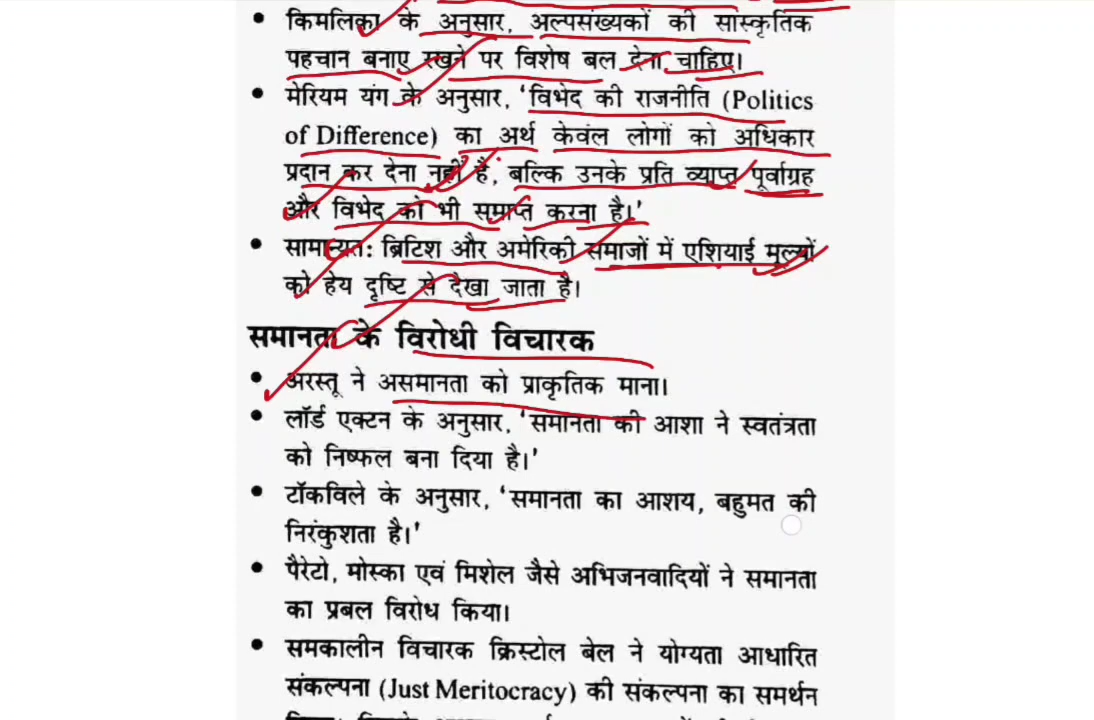 • किमलिका के अनुसार, अल्पसंख्यकों की सांस्कृतिक
पहचान बनाए रखने पर विशेष बल देना चाहिए।
• मेरियम यंग के अनुसार, ‘विभेद की राजनीति (Politics
of Difference) का अर्थ केवल लोगों को अधिकार
प्रदान कर देना नहीं है, बल्कि उनके प्रति व्याप्त पूर्वाग्रह
और विभेद को भी समाप्त करना है।’
• सामान्यतः ब्रिटिश और अमेरिकी समाजों में एशियाई मूल्यों
को हेय दृष्टि से देखा जाता है।
समानता के विरोधी विचारक
• अरस्तू ने असमानता को प्राकृतिक माना।
• लॉर्ड एक्टन के अनुसार, ‘समानता की आशा ने स्वतंत्रता
को निष्फल बना दिया है।’
• टॉकविले के अनुसार, ‘समानता का आशय, बहुमत की
निरंकुशता है।’
• पैरेटो, मोस्का एवं मिशेल जैसे अभिजनवादियों ने समानता
का प्रबल विरोध किया।
• समकालीन विचारक क्रिस्टोल बेल ने योग्यता आधारित
संकल्पना (Just Meritocracy) की संकल्पना का समर्थन